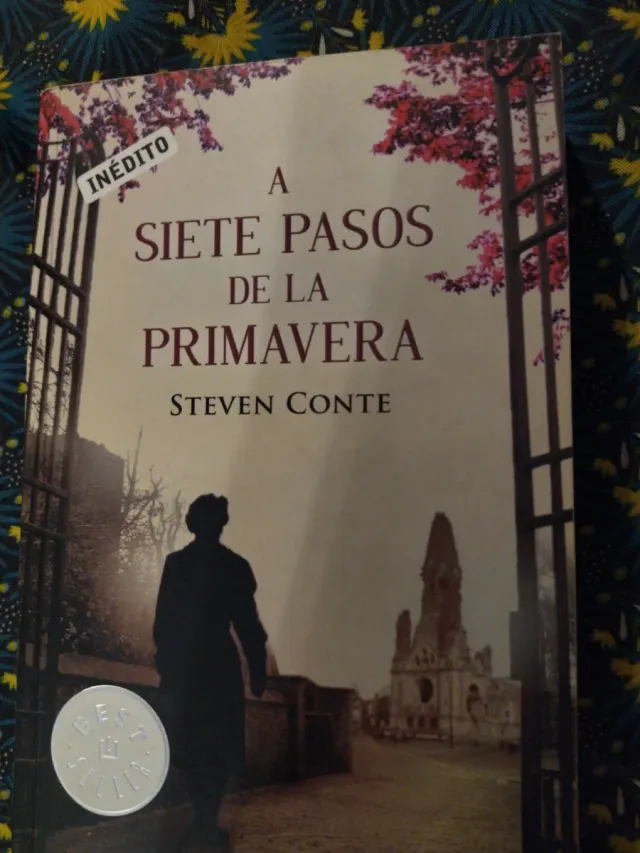 INÉDITO
A
SIETE PASOS
DE LA
PRIMAVERA
STEVEN CONTE
BEST
SELLER